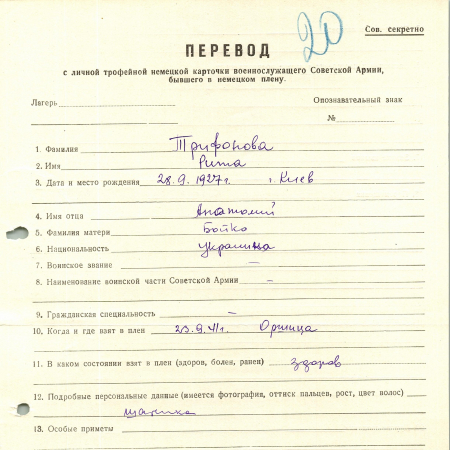 20
Сов. секретно
ПЕРЕВОД
с личной трофейной немецкой карточки военнослужащего Советской Армии,
бывшего в немецком плену.
Лагерь
Опознавательный знак
№
1. Фамилия Трифонова
2. Имя Рита
3. Дата и место рождения 28.9.1927г. г. Киев
4. Имя отца Анатолий
5. Фамилия матери Бойко
6. Национальность украинка
7. Воинское звание –
8. Наименование воинской части Советской Армии –
9. Гражданская специальность –
10. Когда и где взят в плен 23.9.41г. Оржица
11. В каком состоянии взят в плен (здоров, болен, ранен) здоров
12. Подробные персональные данные (имеется фотография, оттиск пальцев, рост, цвет волос)
13. Особые приметы